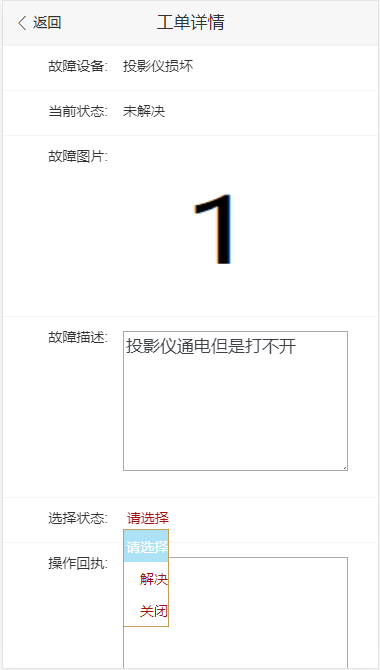 返回 工单详情
故障设备: 投影仪损坏
当前状态: 未解决
故障图片:
1
故障描述: 投影仪通电但是打不开
选择状态: 请选择
请选择
操作回执:
解决
关闭